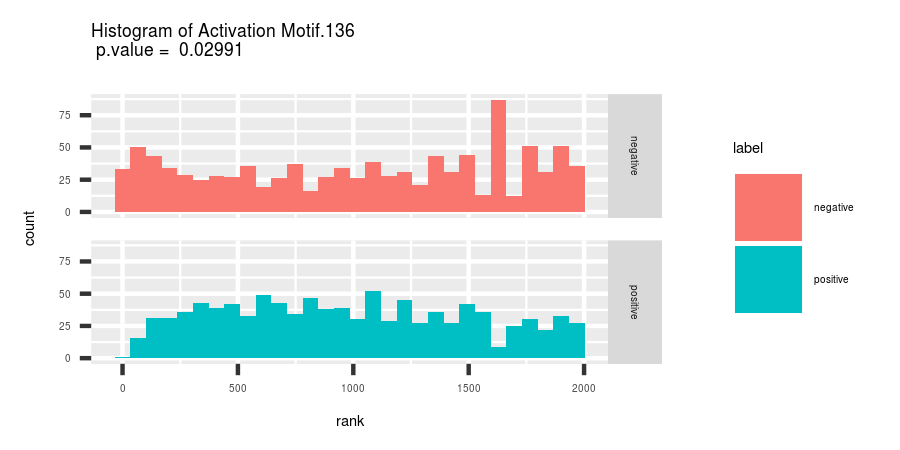 Histogram of Activation Motif.136
p.value = 0.02991
count
75
50
25
0
negative
75
50
25
0
positive
0 500 1000 1500 2000
rank
label
negative
positive